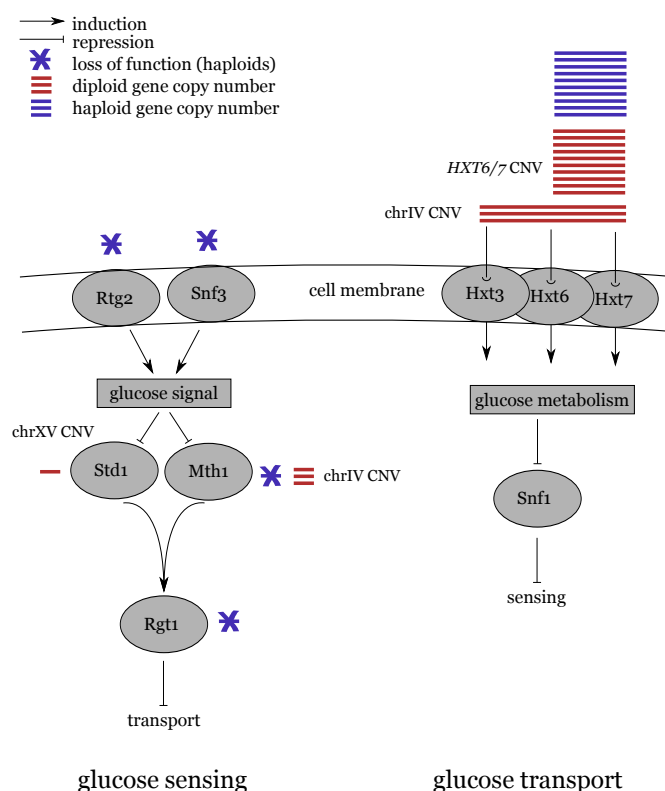 induction
repression
loss of function (haploids)
diploid gene copy number
haploid gene copy number
HXT6/7 CNV
chrIV CNV
Rtg2
Snf3
cell membrane
Hxt3
Hxt6
Hxt7
glucose signal
glucose metabolism
chrXV CNV
Std1
Mth1
chrIV CNV
Snf1
sensing
Rgt1
transport
glucose sensing
glucose transport